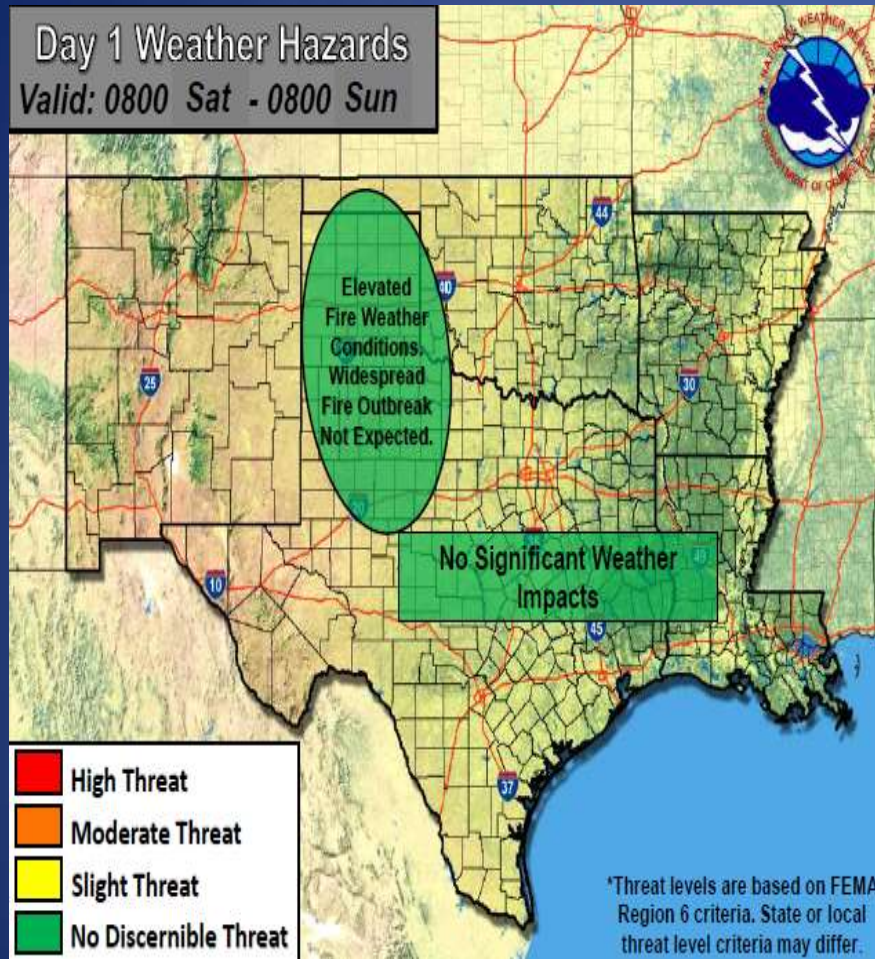 Day 1 Weather Hazards
Valid: 0800 Sat - 0800 Sun
44
Elevated
Fire Weather
Conditions.
Widespread
Fire Outbreak
Not Expected.
40
25
30
No Significant Weather
Impacts
10
45
37
High Threat
Moderate Threat
Slight Threat
No Discernible Threat
*Threat levels are based on FEMA
Region 6 criteria. State or local
threat level criteria may differ.